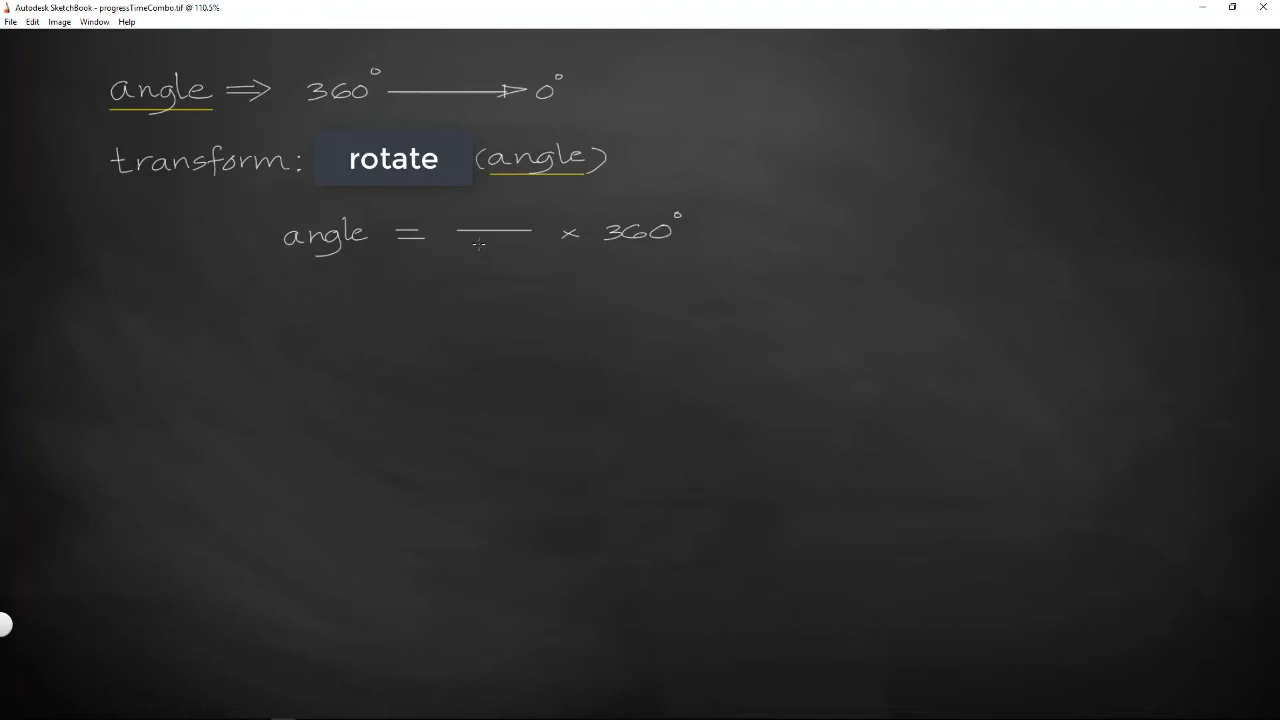 Autodesk SketchBook - progressTimeCombo.tif @ 110.5%
File Edit Image Window Help
angle ⇒ 360° → 0°
transform: rotate (angle)
angle = — × 360°